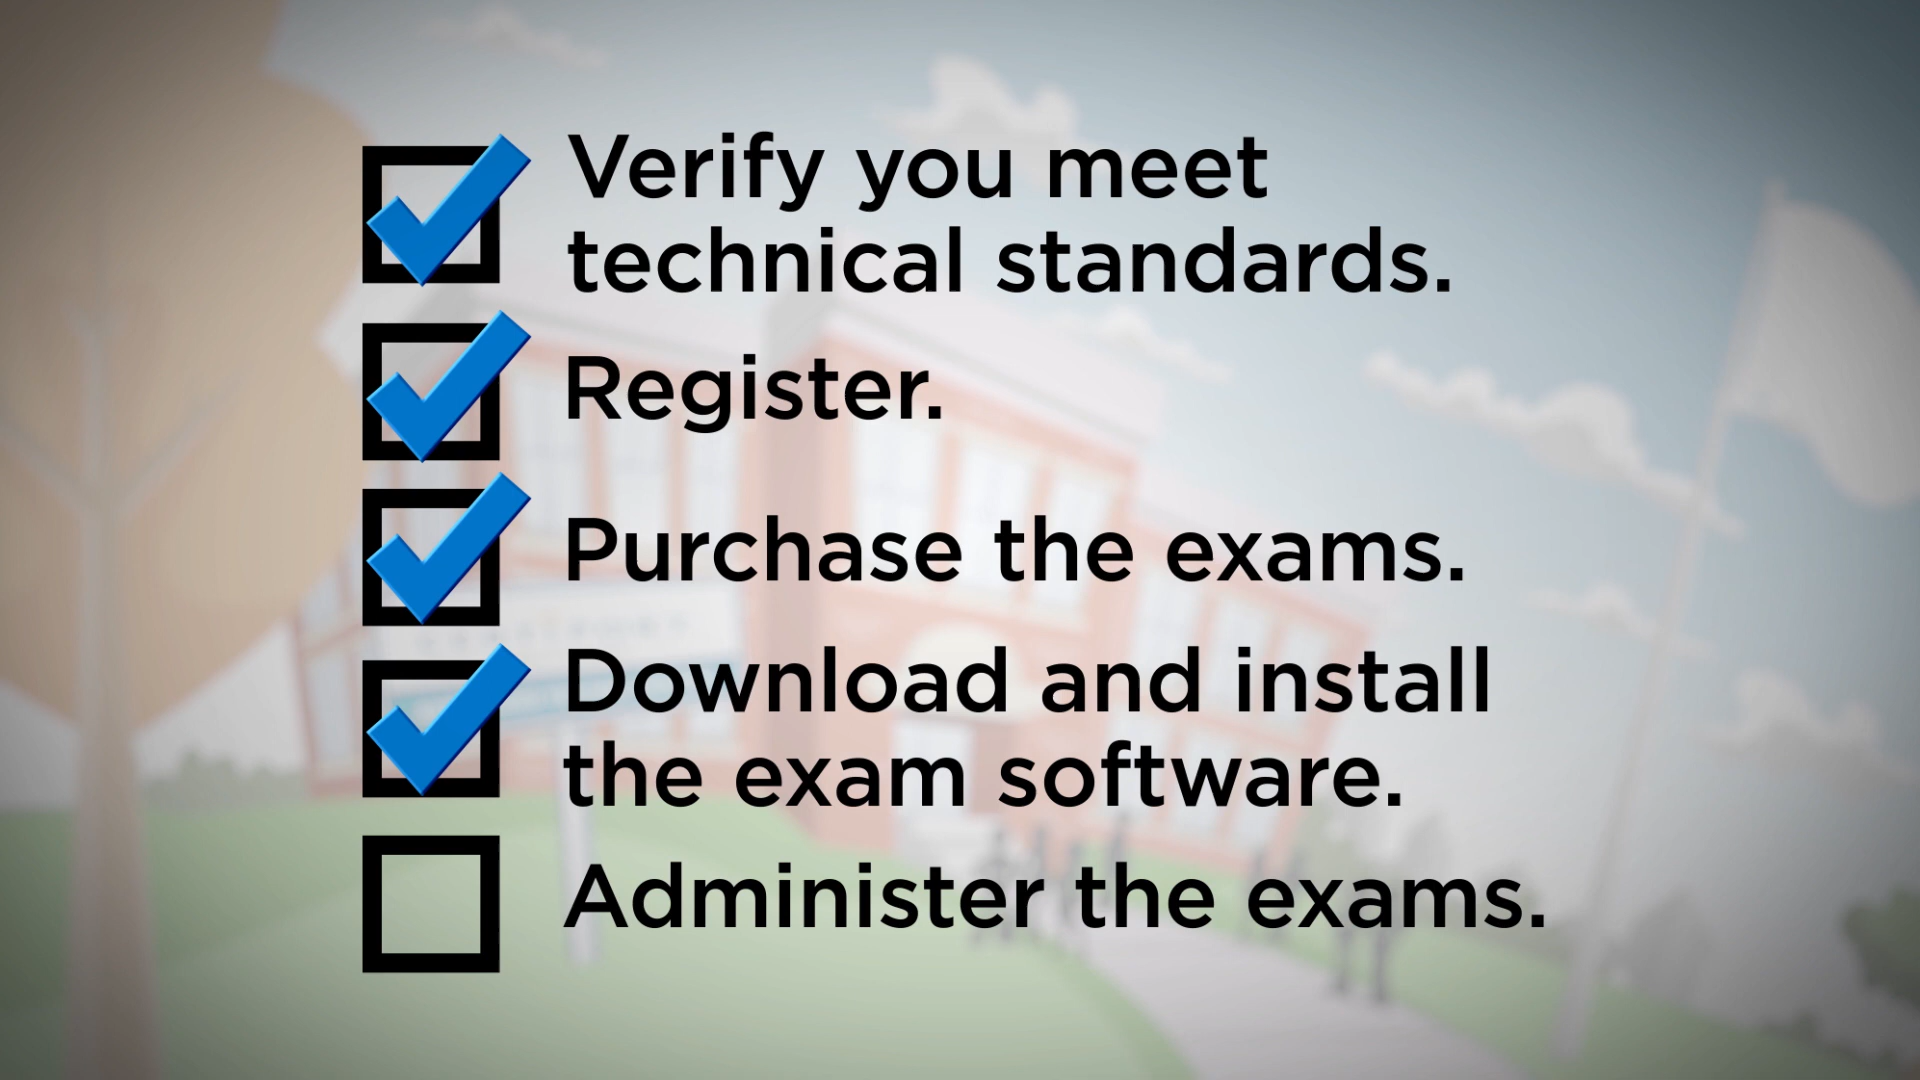 Verify you meet
technical standards.
Register.
Purchase the exams.
Download and install
the exam software.
Administer the exams.